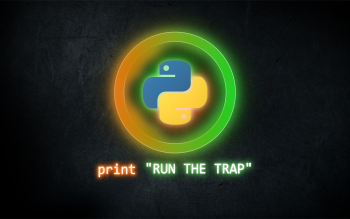 print "RUN THE TRAP"